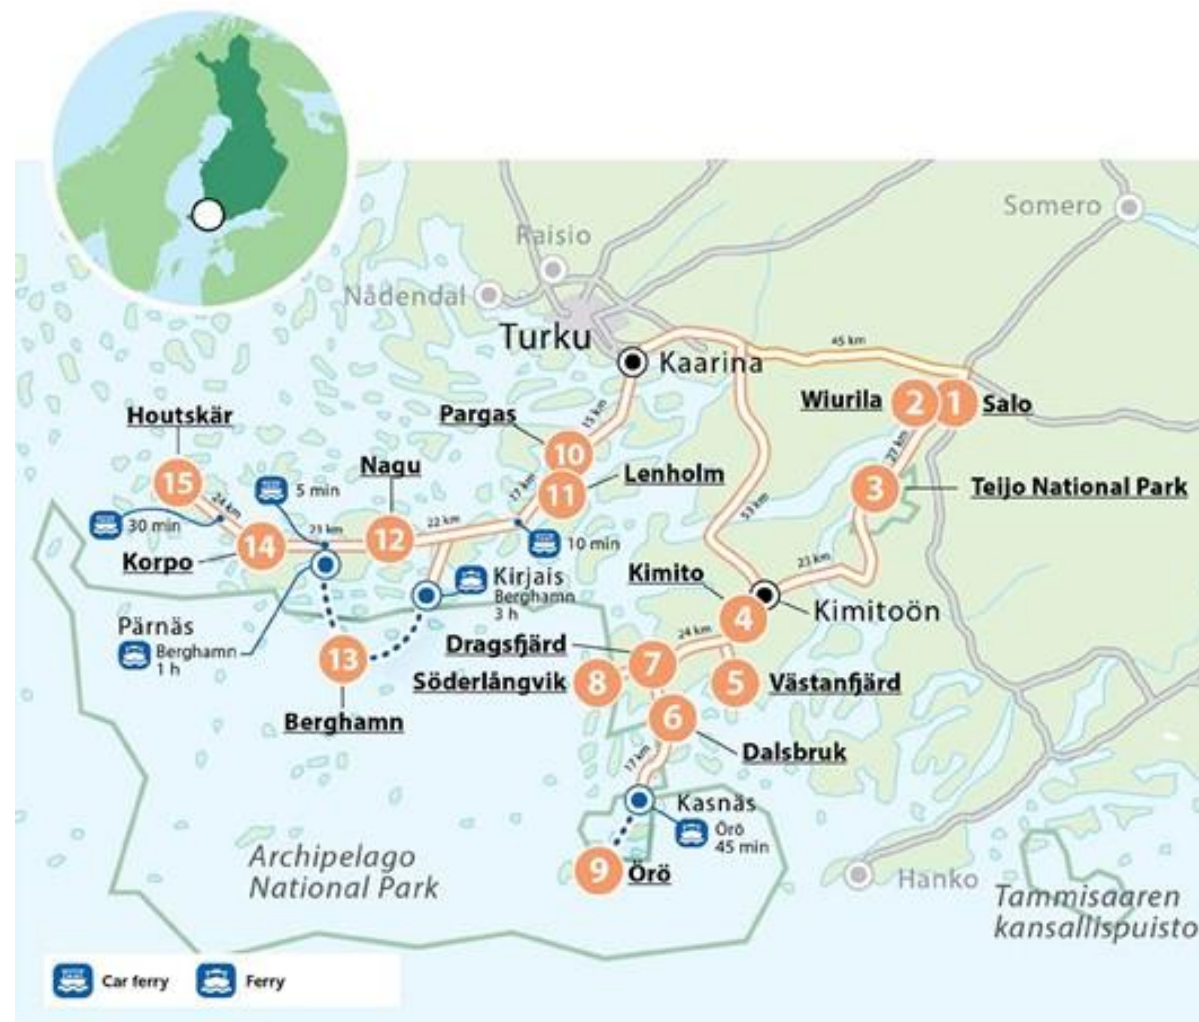 Somero
Raisio
Nådendal
Turku
Kaarina
45 km
Wiurila
2
1
Salo
Houtskär
Pargas
15 km
10
Nagu
Lenholm
27 km
15
5 min
17 km
11
3
Teijo National Park
24 km
30 min
21 km
12
22 km
53 km
14
10 min
Korpo
23 km
Kirjais
Berghamn
3 h
Kimito
Kimitoön
4
Pärnäs
Berghamn
1 h
24 km
Dragsfjärd
13
7
Söderlångvik
8
5
Västanfjärd
Berghamn
6
Dalsbruk
17 km
Kasnäs
Örö
45 min
Archipelago
National Park
9
Örö
Hanko
Tammisaaren
kansallispuisto
Car ferry
Ferry